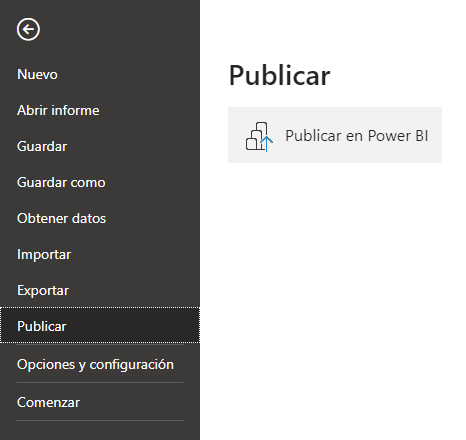 Nuevo
Abrir informe
Guardar
Guardar como
Obtener datos
Importar
Exportar
Publicar
Opciones y configuración
Comenzar
Publicar
Publicar en Power BI